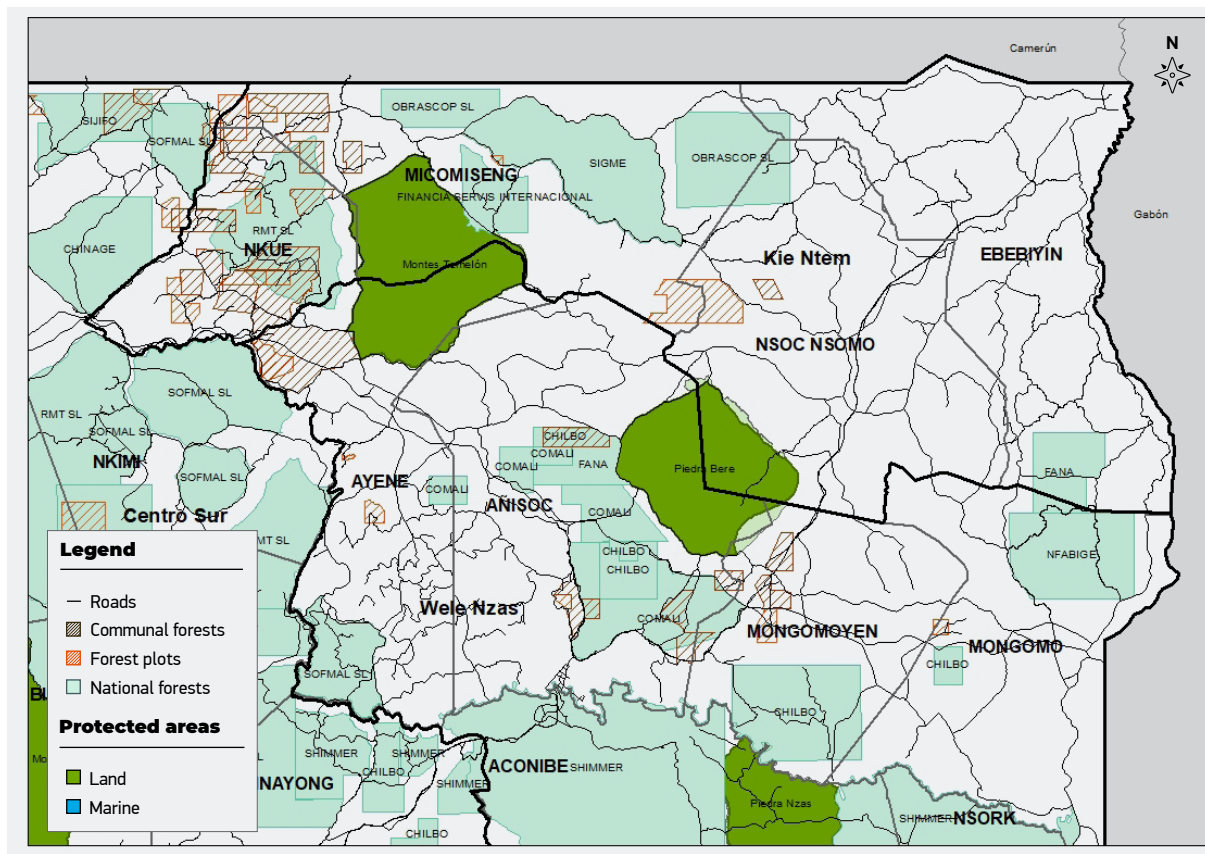 Camerún
N
OBRASCOP SL
SIJIFO
SOFMAL SL
SIGME
OBRASCOP SL
MICOMISENG
FINANCIA SERVIS INTERNACIONAL
Gabón
RMT SL
CHINAGE
NKUE
Montes Temelón
Kie Ntem
EBEBIYIN
NSOC NSOMO
SOFMAL SL
RMT SL
SOFMAL SL
NKIMI
SOFMAL SL
CHILBO
COMALI
COMALI
FANA
Piedra Bere
FANA
AYENE
COMALI
AÑISOC
COMALI
Centro Sur
RMT SL
CHILBO
CHILBO
NFABIGE
Wele Nzas
COMALI
MONGOMOYEN
MONGOMO
CHILBO
SOFMAL SL
CHILBO
SHIMMER
SHIMMER
CHILBO
SHIMMER
NAYONG
ACONIBE
SHIMMER
Piedra Nzas
SHIMMER
NSORK
CHILBO
Legend
Roads
Communal forests
Forest plots
National forests
Protected areas
Land
Marine